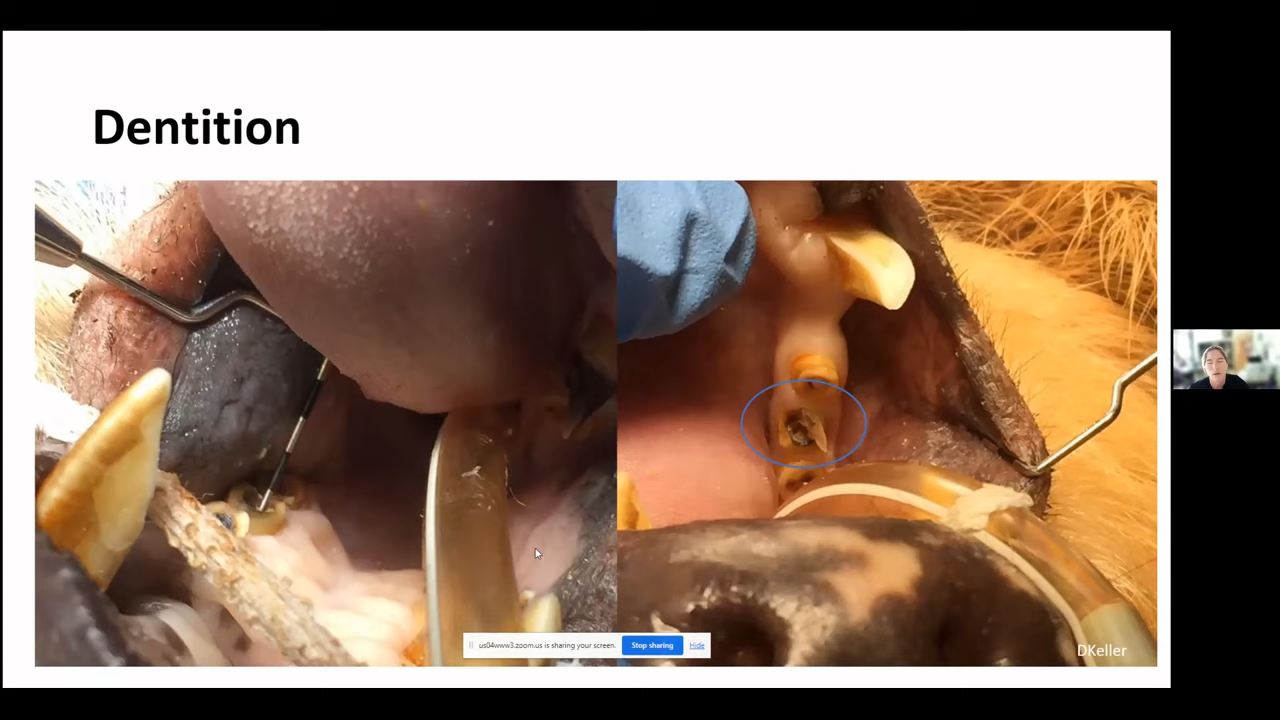 Dentition
us04www3.zoom.us is sharing your screen.
Stop sharing
Hide
DKeller